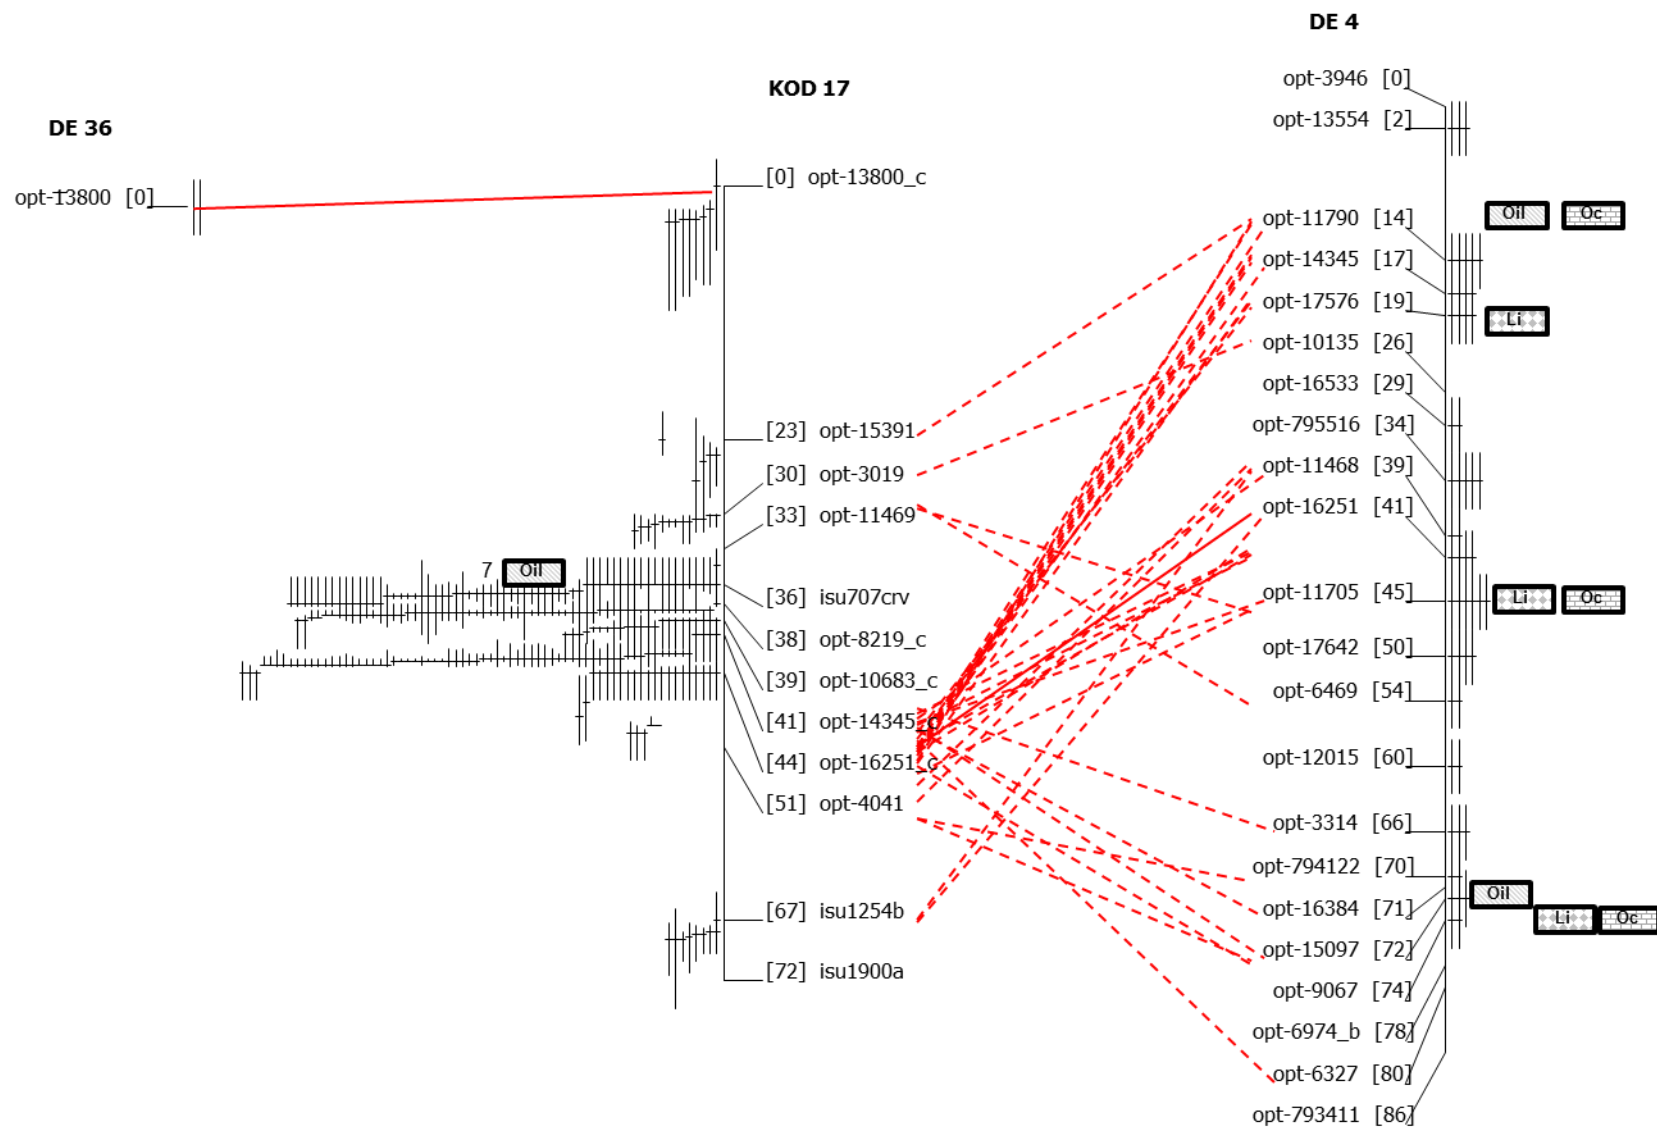 DE 36
opt-13800 [0]
KOD 17
[0] opt-13800_c
[23] opt-15391
[30] opt-3019
[33] opt-11469
7 Oil
[36] isu707crv
[38] opt-8219_c
[39] opt-10683_c
[41] opt-14345_c
[44] opt-16251_c
[51] opt-4041
[67] isu1254b
[72] isu1900a
DE 4
opt-3946 [0]
opt-13554 [2]
opt-11790 [14] Oil Oc
opt-14345 [17]
opt-17576 [19] Li
opt-10135 [26]
opt-16533 [29]
opt-795516 [34]
opt-11468 [39]
opt-16251 [41]
opt-11705 [45] Li Oc
opt-17642 [50]
opt-6469 [54]
opt-12015 [60]
opt-3314 [66]
opt-794122 [70]
Oil
opt-16384 [71] Li Oc
opt-15097 [72]
opt-9067 [74]
opt-6974_b [78]
opt-6327 [80]
opt-793411 [86]